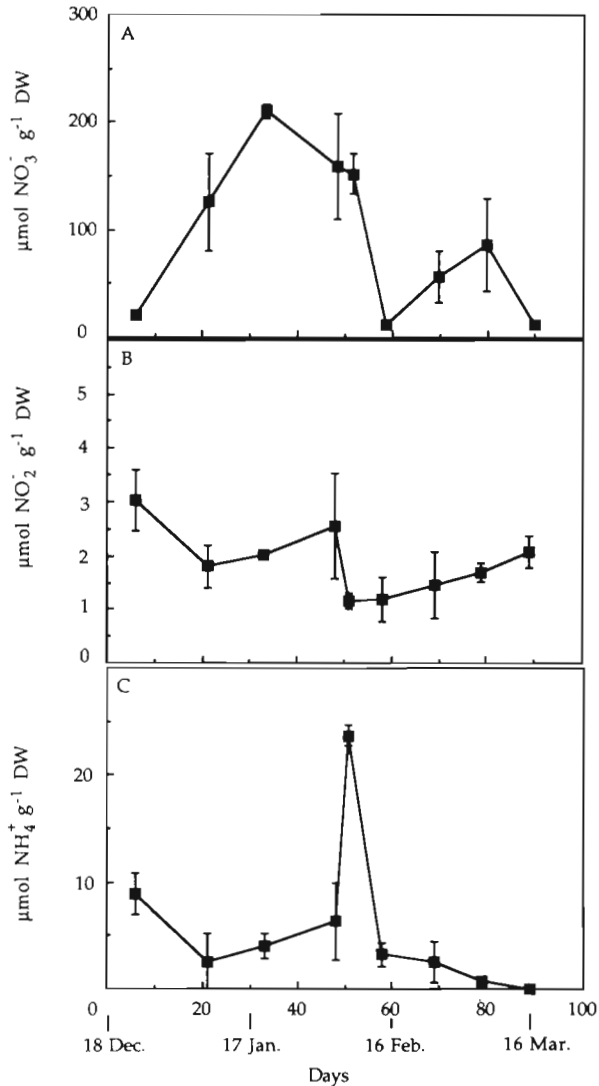 A
300
200
100
0
µmol NO₃⁻ g⁻¹ DW
B
5
4
3
2
1
0
µmol NO₂⁻ g⁻¹ DW
C
20
10
µmol NH₄⁺ g⁻¹ DW
0 20 40 60 80 100
18 Dec. 17 Jan. 16 Feb. 16 Mar.
Days